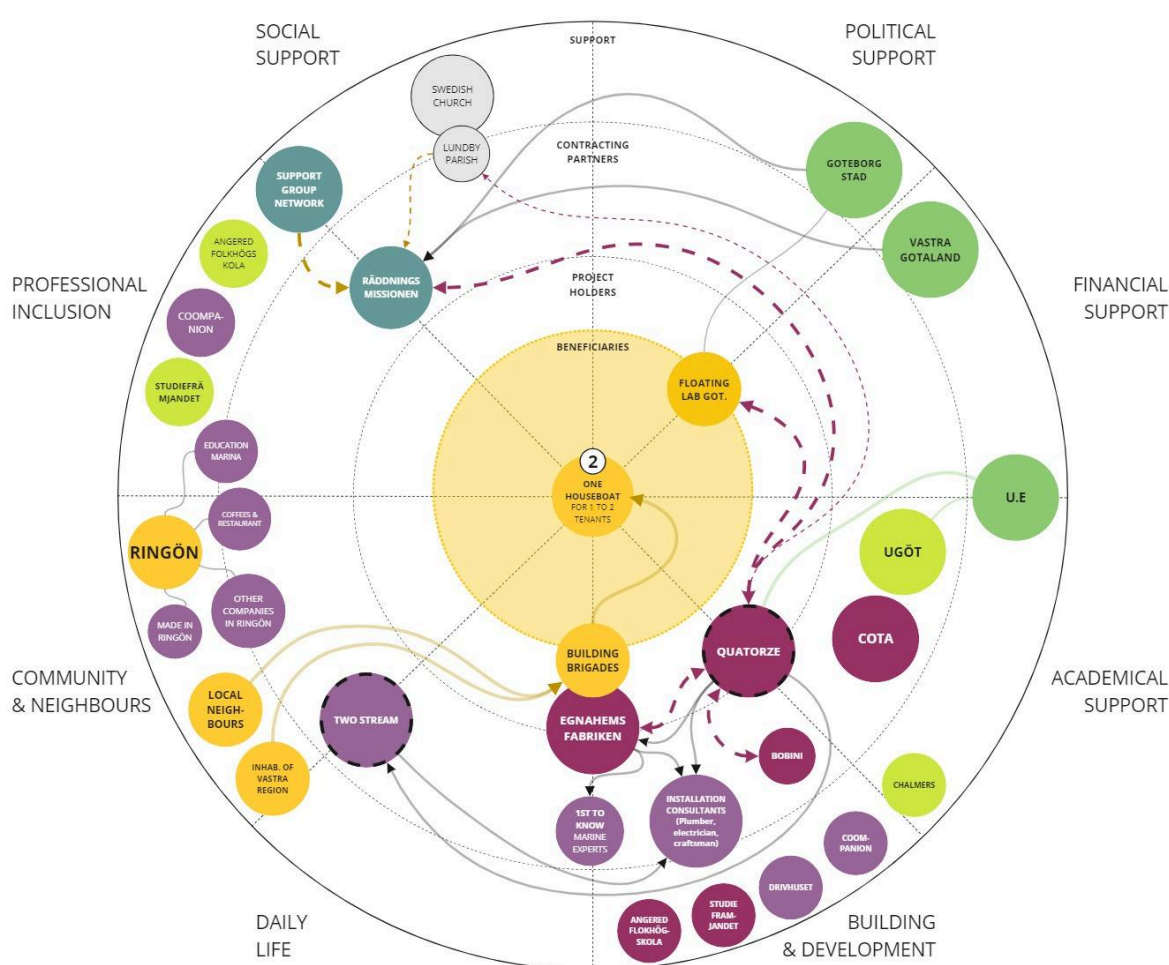 SOCIAL
SUPPORT
SUPPORT
POLITICAL
SUPPORT
SWEDISH
CHURCH
LUNDBY
PARISH
CONTRACTING
PARTNERS
GOTEBORG
STAD
SUPPORT
GROUP
NETWORK
VASTRA
GOTALAND
ANGERED
FOLKHÖGS
KOLA
PROFESSIONAL
INCLUSION
RÄDDNINGS
MISSIONEN
PROJECT
HOLDERS
FINANCIAL
SUPPORT
COOMPA-
NION
BENEFICIARIES
STUDIEFRÄ
MJANDET
FLOATING
LAB GOT.
EDUCATION
MARINA
2
ONE
HOUSEBOAT
FOR 1 TO 2
TENANTS
U.E
COFFEES &
RESTAURANT
RINGÖN
UGÖT
OTHER
COMPANIES
IN RINGÖN
MADE IN
RINGÖN
COTA
BUILDING
BRIGADES
QUATORZE
COMMUNITY
& NEIGHBOURS
ACADEMICAL
SUPPORT
LOCAL
NEIGH-
BOURS
TWO STREAM
EGNAHEMS
FABRIKEN
BOBINI
INHAB. OF
VASTRA
REGION
CHALMERS
1ST TO
KNOW
MARINE
EXPERTS
INSTALLATION
CONSULTANTS
(Plumber,
electrician,
craftsman)
COOM-
PANION
DRIVHUSET
STUDIE
FRAM-
JANDET
ANGERED
FLOKHÖG-
SKOLA
DAILY
LIFE
BUILDING
& DEVELOPMENT